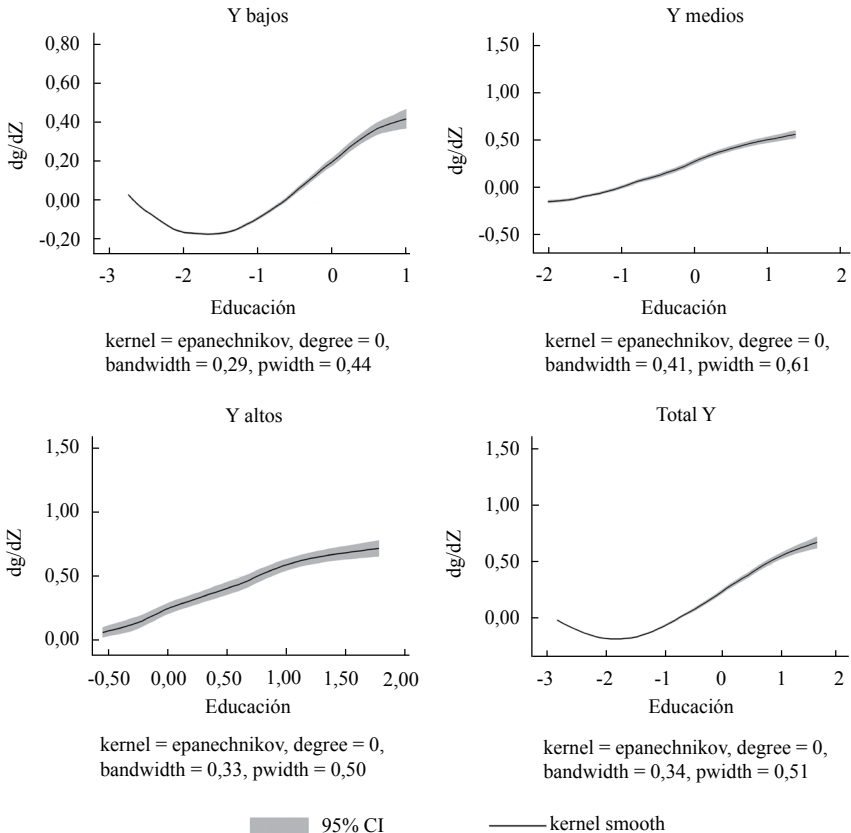 Y bajos
0,80
0,60
0,40
0,20
0,00
-0,20
dg/dZ
-3 -2 -1 0 1
Educación
kernel = epanechnikov, degree = 0,
bandwidth = 0,29, pwidth = 0,44
Y medios
1,50
1,00
0,50
0,00
-0,50
dg/dZ
-2 -1 0 1 2
Educación
kernel = epanechnikov, degree = 0,
bandwidth = 0,41, pwidth = 0,61
Y altos
1,50
1,00
0,50
0,00
dg/dZ
-0,50 0,00 0,50 1,00 1,50 2,00
Educación
kernel = epanechnikov, degree = 0,
bandwidth = 0,33, pwidth = 0,50
Total Y
1,50
1,00
0,50
0,00
dg/dZ
-3 -2 -1 0 1 2
Educación
kernel = epanechnikov, degree = 0,
bandwidth = 0,34, pwidth = 0,51
95% CI
kernel smooth